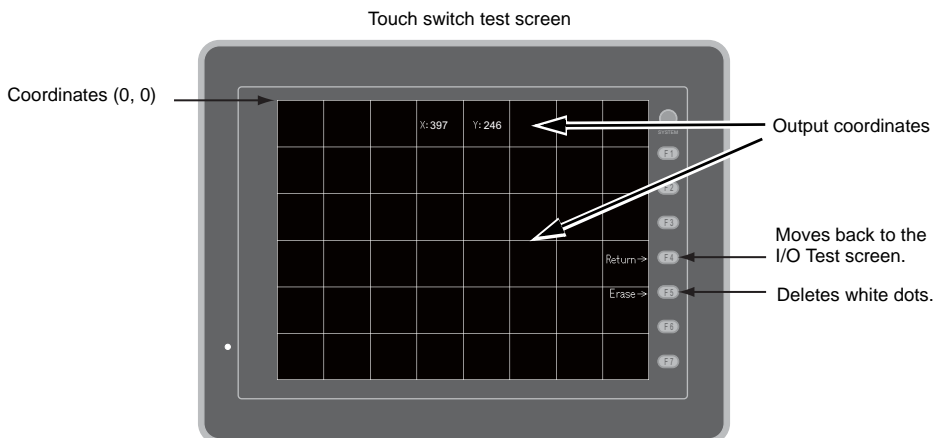 Touch switch test screen
Coordinates (0, 0)
X:397 Y:246
Output coordinates
SYSTEM
F1
F2
F3
Moves back to the
I/O Test screen.
Return→ F4
Erase→ F5
Deletes white dots.
F6
F7